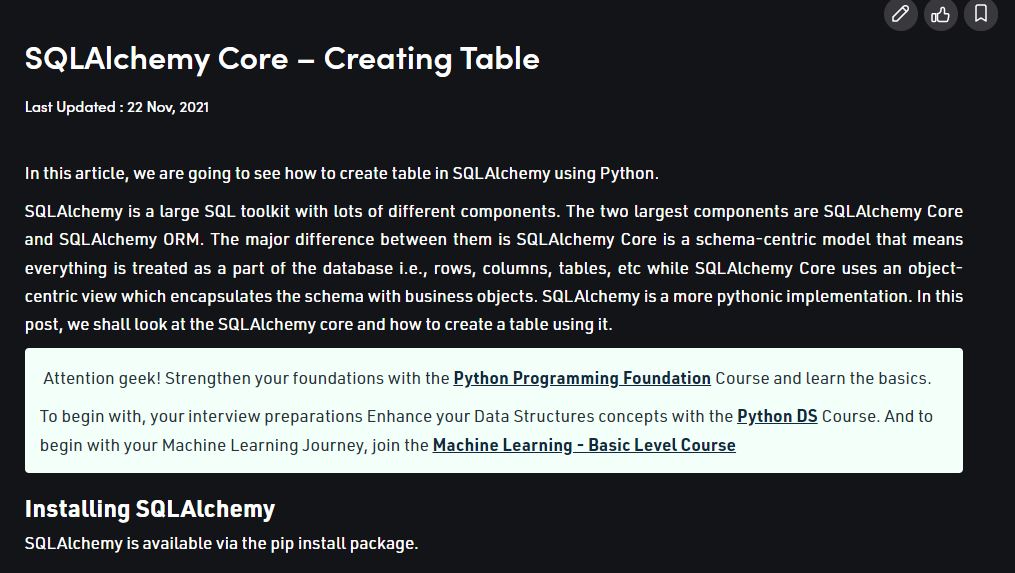 SQLAlchemy Core – Creating Table
Last Updated : 22 Nov, 2021
In this article, we are going to see how to create table in SQLAlchemy using Python.
SQLAlchemy is a large SQL toolkit with lots of different components. The two largest components are SQLAlchemy Core
and SQLAlchemy ORM. The major difference between them is SQLAlchemy Core is a schema-centric model that means
everything is treated as a part of the database i.e., rows, columns, tables, etc while SQLAlchemy Core uses an object-
centric view which encapsulates the schema with business objects. SQLAlchemy is a more pythonic implementation. In this
post, we shall look at the SQLAlchemy core and how to create a table using it.
Attention geek! Strengthen your foundations with the Python Programming Foundation Course and learn the basics.
To begin with, your interview preparations Enhance your Data Structures concepts with the Python DS Course. And to
begin with your Machine Learning Journey, join the Machine Learning - Basic Level Course
Installing SQLAlchemy
SQLAlchemy is available via the pip install package.